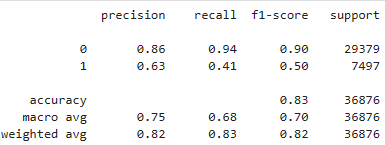 precision recall f1-score support
0 0.86 0.94 0.90 29379
1 0.63 0.41 0.50 7497
accuracy 0.83 36876
macro avg 0.75 0.68 0.70 36876
weighted avg 0.82 0.83 0.82 36876